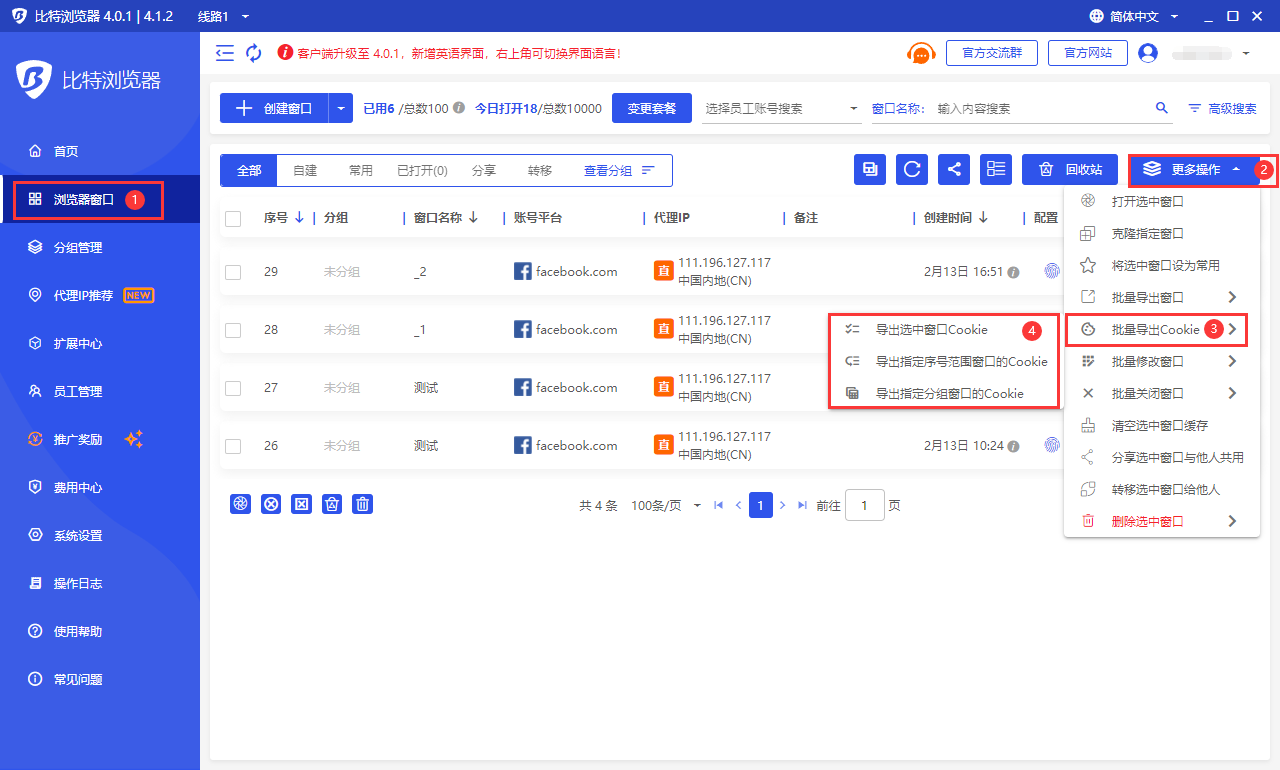 比特浏览器 4.0.1 | 4.1.2 线路1 简体中文
比特浏览器
客户端升级至 4.0.1，新增英语界面，右上角可切换界面语言！ 官方交流群 官方网站
创建窗口 已用6 /总数100 今日打开18/总数10000 变更套餐 选择员工账号搜索 窗口名称: 输入内容搜索 高级搜索
首页
浏览器窗口 1
分组管理
代理IP推荐 NEW
扩展中心
员工管理
推广奖励
费用中心
系统设置
操作日志
使用帮助
常见问题
全部 自建 常用 已打开(0) 分享 转移 查看分组 回收站 更多操作 2
序号 分组 窗口名称 账号平台 代理IP 备注 创建时间 配置
29 未分组 _2 facebook.com 直 111.196.127.117
中国内地(CN) 2月13日 16:51
28 未分组 _1 facebook.com 直 111.196.127.117
中国内地(CN)
27 未分组 测试 facebook.com 直 111.196.127.117
中国内地(CN)
26 未分组 测试 facebook.com 直 111.196.127.117
中国内地(CN) 2月13日 10:24
共 4 条 100条/页 1 前往 1 页
打开选中窗口
克隆指定窗口
将选中窗口设为常用
批量导出窗口
批量导出Cookie 3
批量修改窗口
批量关闭窗口
清空选中窗口缓存
分享选中窗口与他人共用
转移选中窗口给他人
删除选中窗口
导出选中窗口Cookie 4
导出指定序号范围窗口的Cookie
导出指定分组窗口的Cookie